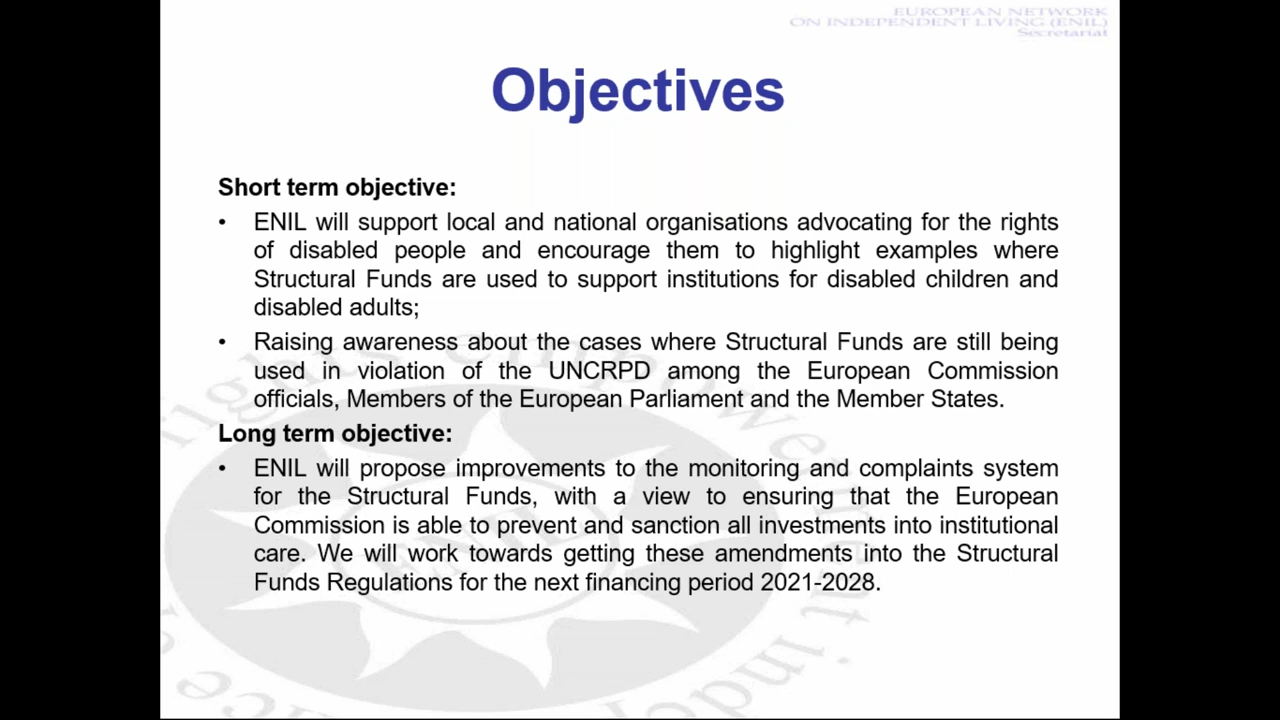 EUROPEAN NETWORK
ON INDEPENDENT LIVING (ENIL)
Secretariat
Objectives
Short term objective:
• ENIL will support local and national organisations advocating for the rights
of disabled people and encourage them to highlight examples where
Structural Funds are used to support institutions for disabled children and
disabled adults;
• Raising awareness about the cases where Structural Funds are still being
used in violation of the UNCRPD among the European Commission
officials, Members of the European Parliament and the Member States.
Long term objective:
• ENIL will propose improvements to the monitoring and complaints system
for the Structural Funds, with a view to ensuring that the European
Commission is able to prevent and sanction all investments into institutional
care. We will work towards getting these amendments into the Structural
Funds Regulations for the next financing period 2021-2028.
rights empowerment
ENIL